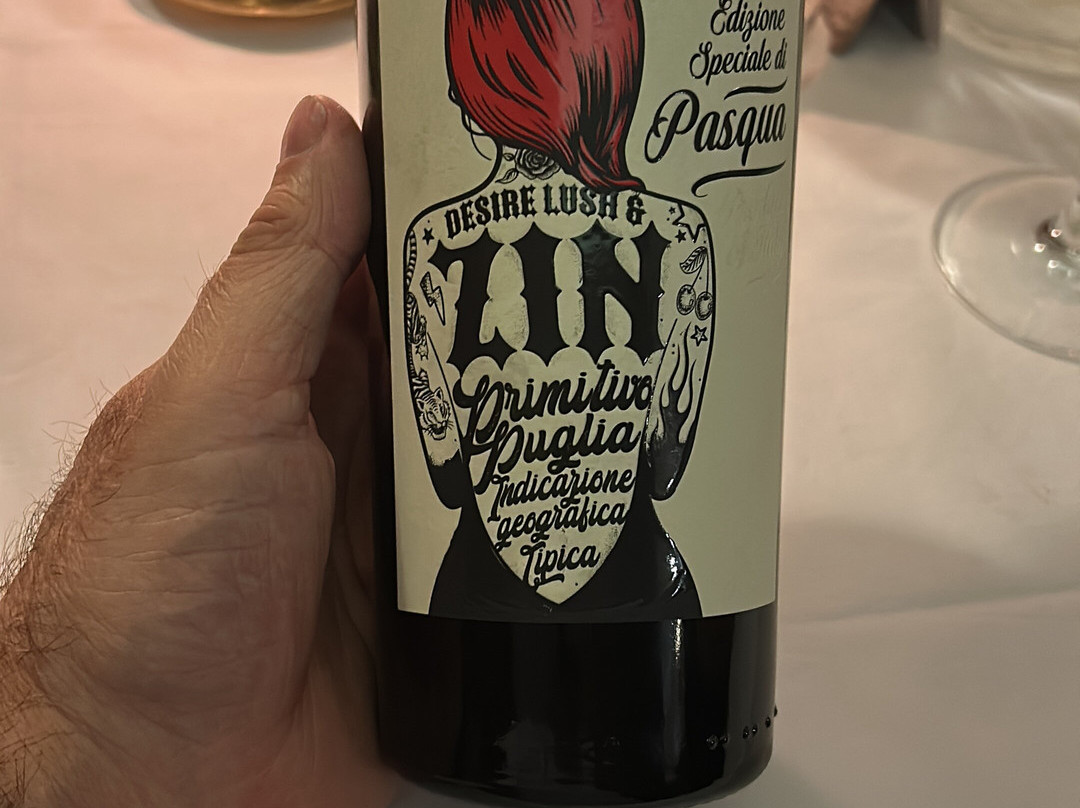 Edizione
Speciale di
Pasqua
DESIRE LUSH &
ZIN
Primitivo
Puglia
Indicazione
geografica
Tipica